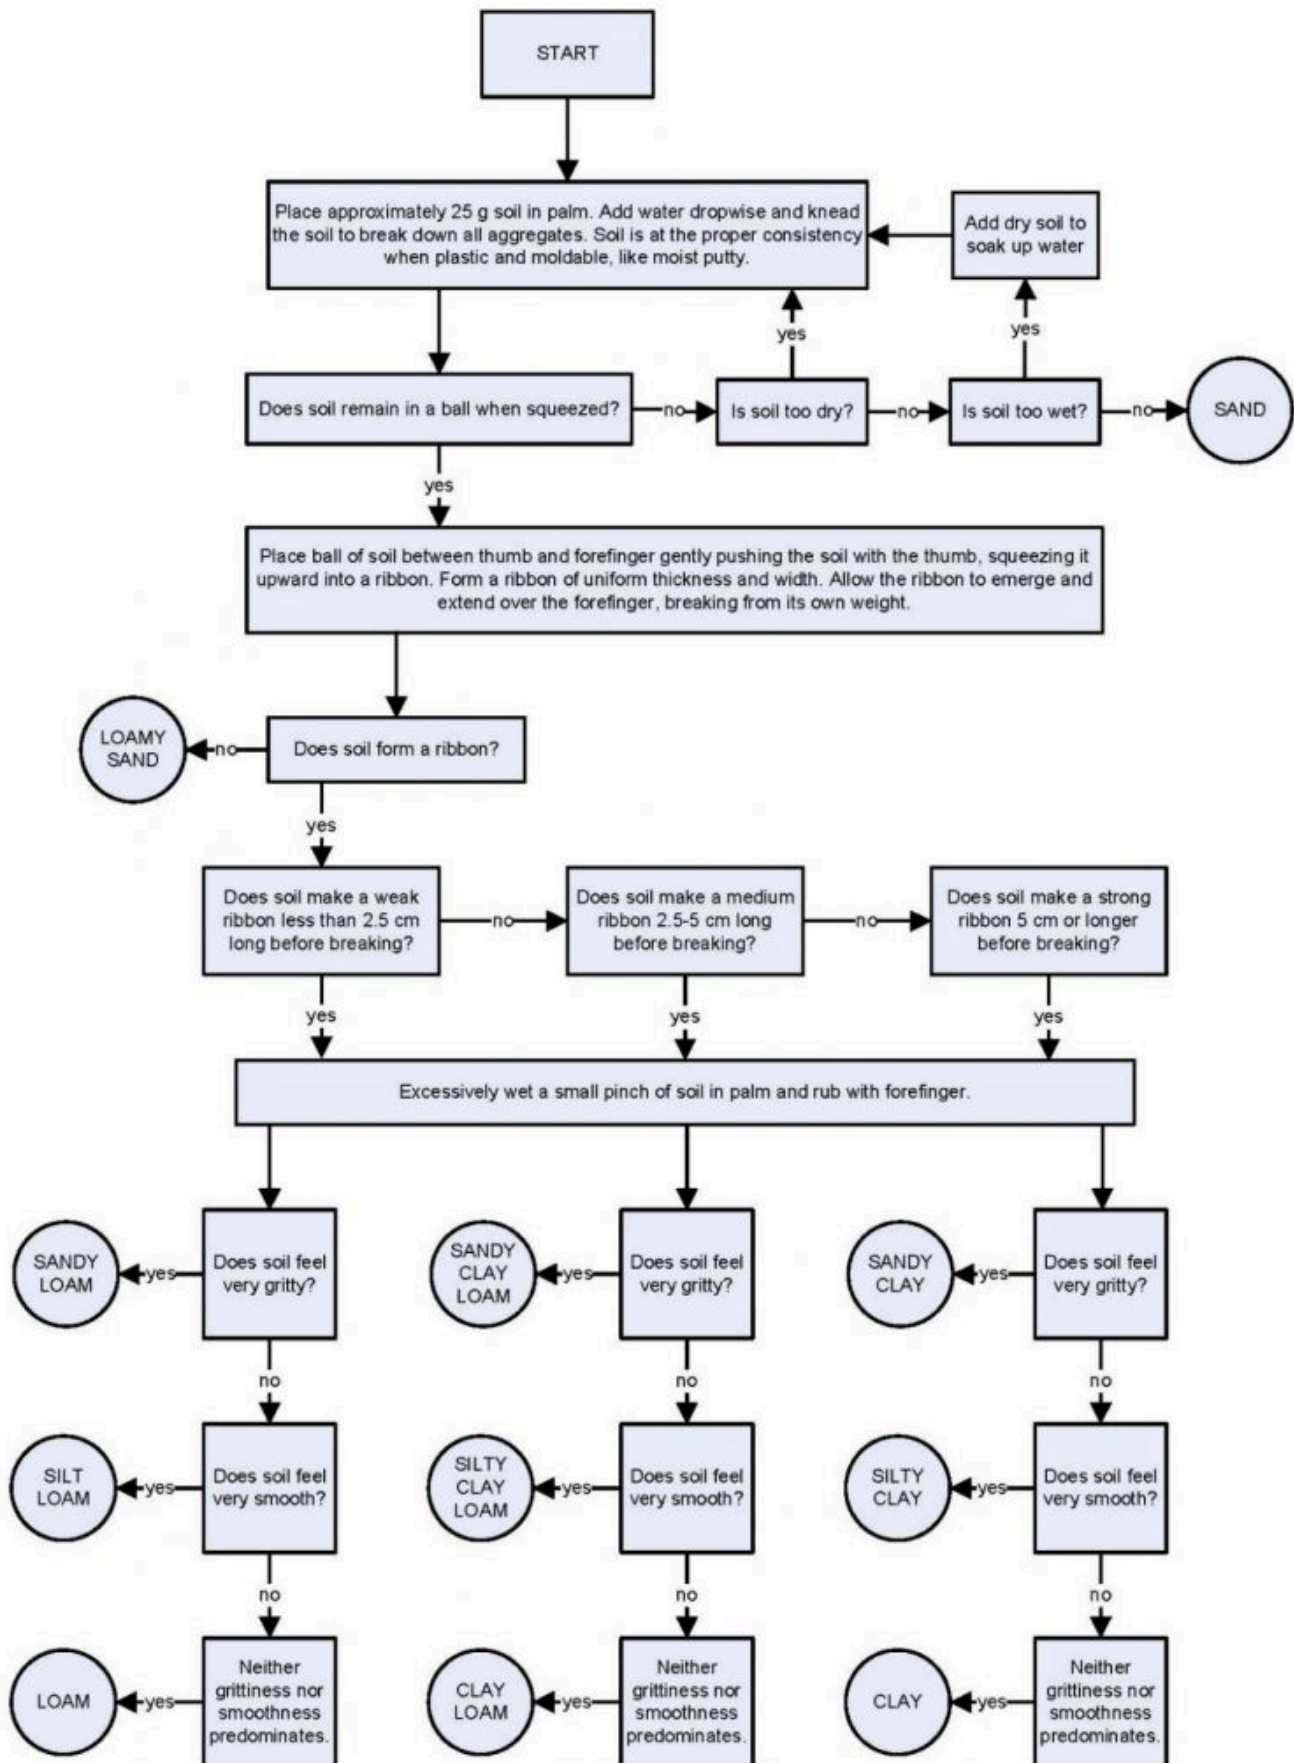 START
Place approximately 25 g soil in palm. Add water dropwise and knead
the soil to break down all aggregates. Soil is at the proper consistency
when plastic and moldable, like moist putty.
Add dry soil to
soak up water
yes
yes
Does soil remain in a ball when squeezed?
no
Is soil too dry?
no
Is soil too wet?
no
SAND
yes
Place ball of soil between thumb and forefinger gently pushing the soil with the thumb, squeezing it
upward into a ribbon. Form a ribbon of uniform thickness and width. Allow the ribbon to emerge and
extend over the forefinger, breaking from its own weight.
LOAMY
SAND
no
Does soil form a ribbon?
yes
Does soil make a weak
ribbon less than 2.5 cm
long before breaking?
no
Does soil make a medium
ribbon 2.5-5 cm long
before breaking?
no
Does soil make a strong
ribbon 5 cm or longer
before breaking?
yes
yes
yes
Excessively wet a small pinch of soil in palm and rub with forefinger.
SANDY
LOAM
yes
Does soil feel
very gritty?
SANDY
CLAY
LOAM
yes
Does soil feel
very gritty?
SANDY
CLAY
yes
Does soil feel
very gritty?
no
no
no
SILT
LOAM
yes
Does soil feel
very smooth?
SILTY
CLAY
LOAM
yes
Does soil feel
very smooth?
SILTY
CLAY
yes
Does soil feel
very smooth?
no
no
no
LOAM
yes
Neither
grittiness nor
smoothness
predominates.
CLAY
LOAM
yes
Neither
grittiness nor
smoothness
predominates.
CLAY
yes
Neither
grittiness nor
smoothness
predominates.